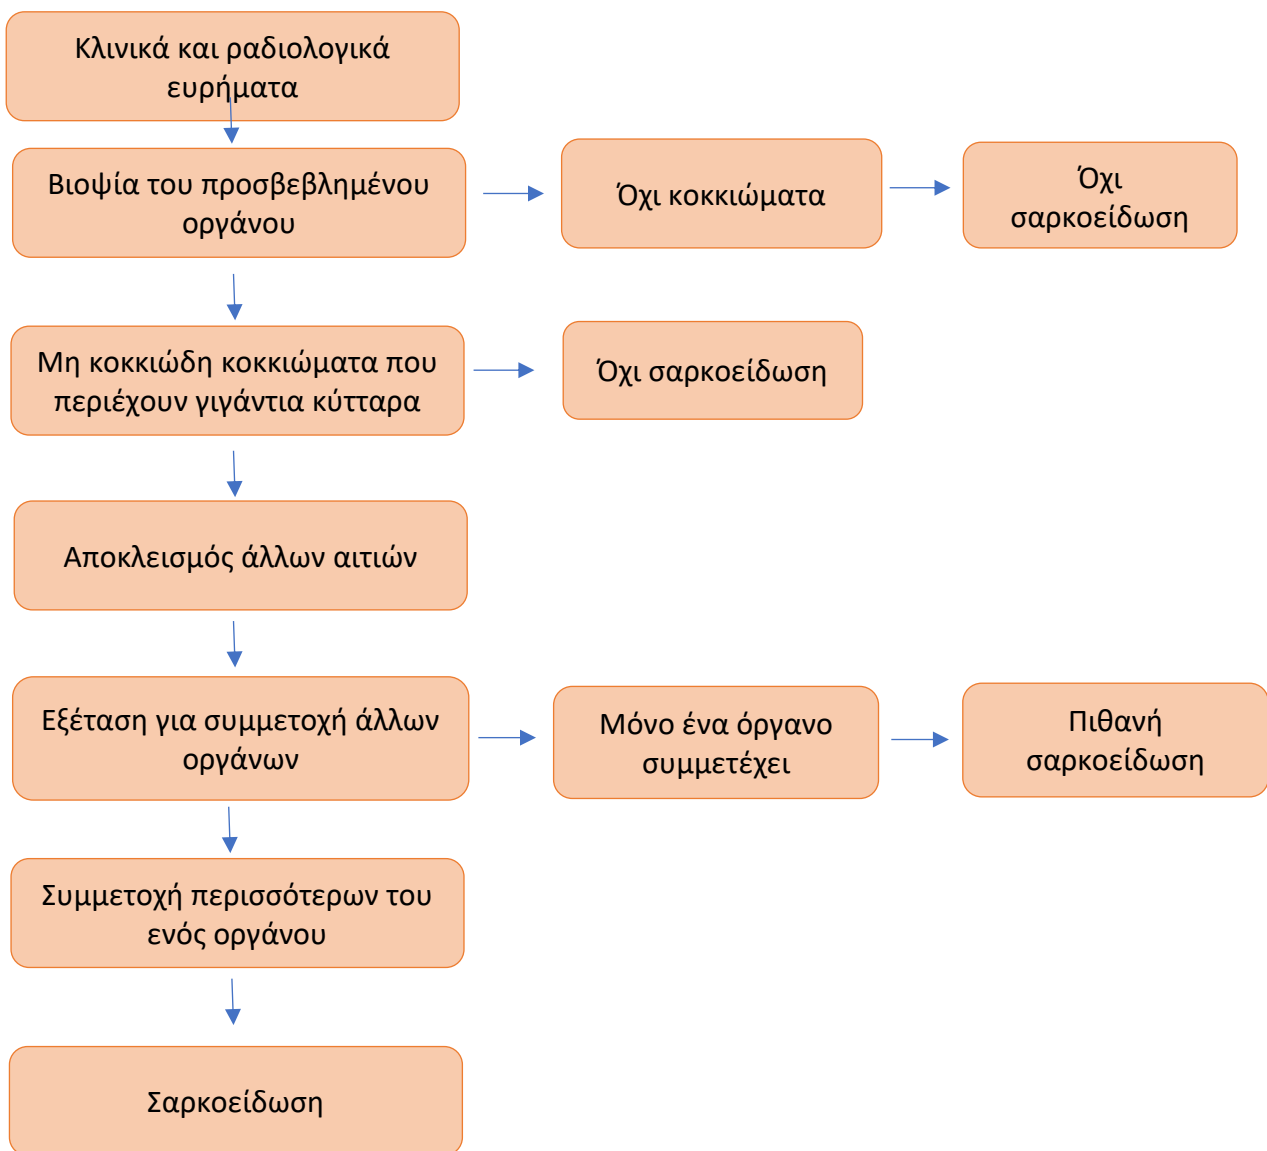 Κλινικά και ραδιολογικά
ευρήματα
Βιοψία του προσβεβλημένου
οργάνου
Όχι κοκκιώματα
Όχι
σαρκοείδωση
Μη κοκκιώδη κοκκιώματα που
περιέχουν γιγάντια κύτταρα
Όχι σαρκοείδωση
Αποκλεισμός άλλων αιτιών
Εξέταση για συμμετοχή άλλων
οργάνων
Μόνο ένα όργανο
συμμετέχει
Πιθανή
σαρκοείδωση
Συμμετοχή περισσότερων του
ενός οργάνου
Σαρκοείδωση